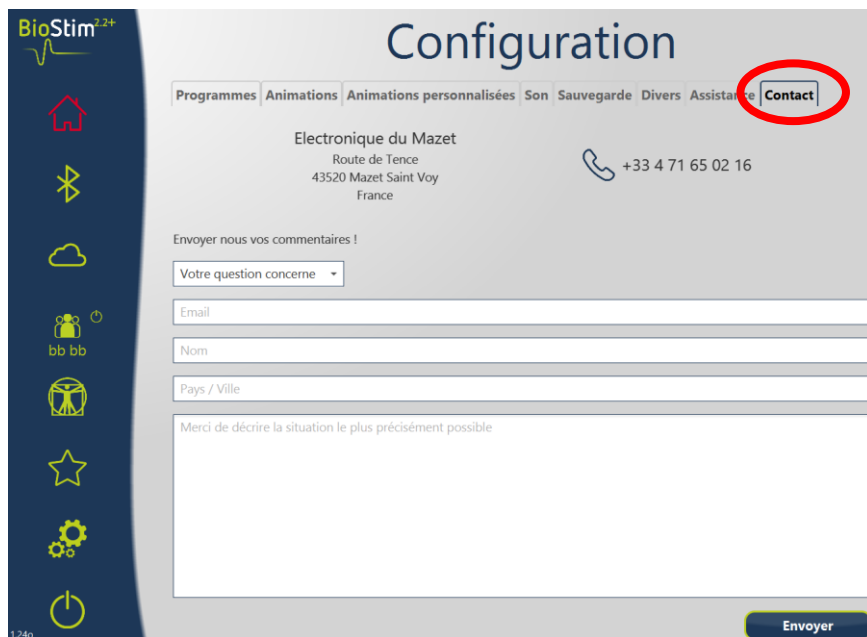 BioStim2.2+
Configuration
Programmes Animations Animations personnalisées Son Sauvegarde Divers Assistance Contact
Electronique du Mazet
Route de Tence
43520 Mazet Saint Voy
France
+33 4 71 65 02 16
Envoyer nous vos commentaires !
Votre question concerne
Email
Nom
Pays / Ville
Merci de décrire la situation le plus précisément possible
bb bb
Envoyer
1.24o